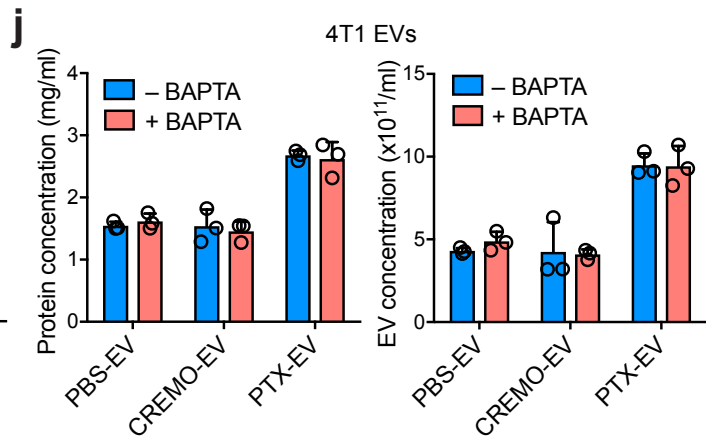 j
4T1 EVs
Protein concentration (mg/ml)
4
3
2
1
0
– BAPTA
+ BAPTA
PBS-EV
CREMO-EV
PTX-EV
EV concentration (x10¹¹/ml)
15
10
5
0
– BAPTA
+ BAPTA
PBS-EV
CREMO-EV
PTX-EV